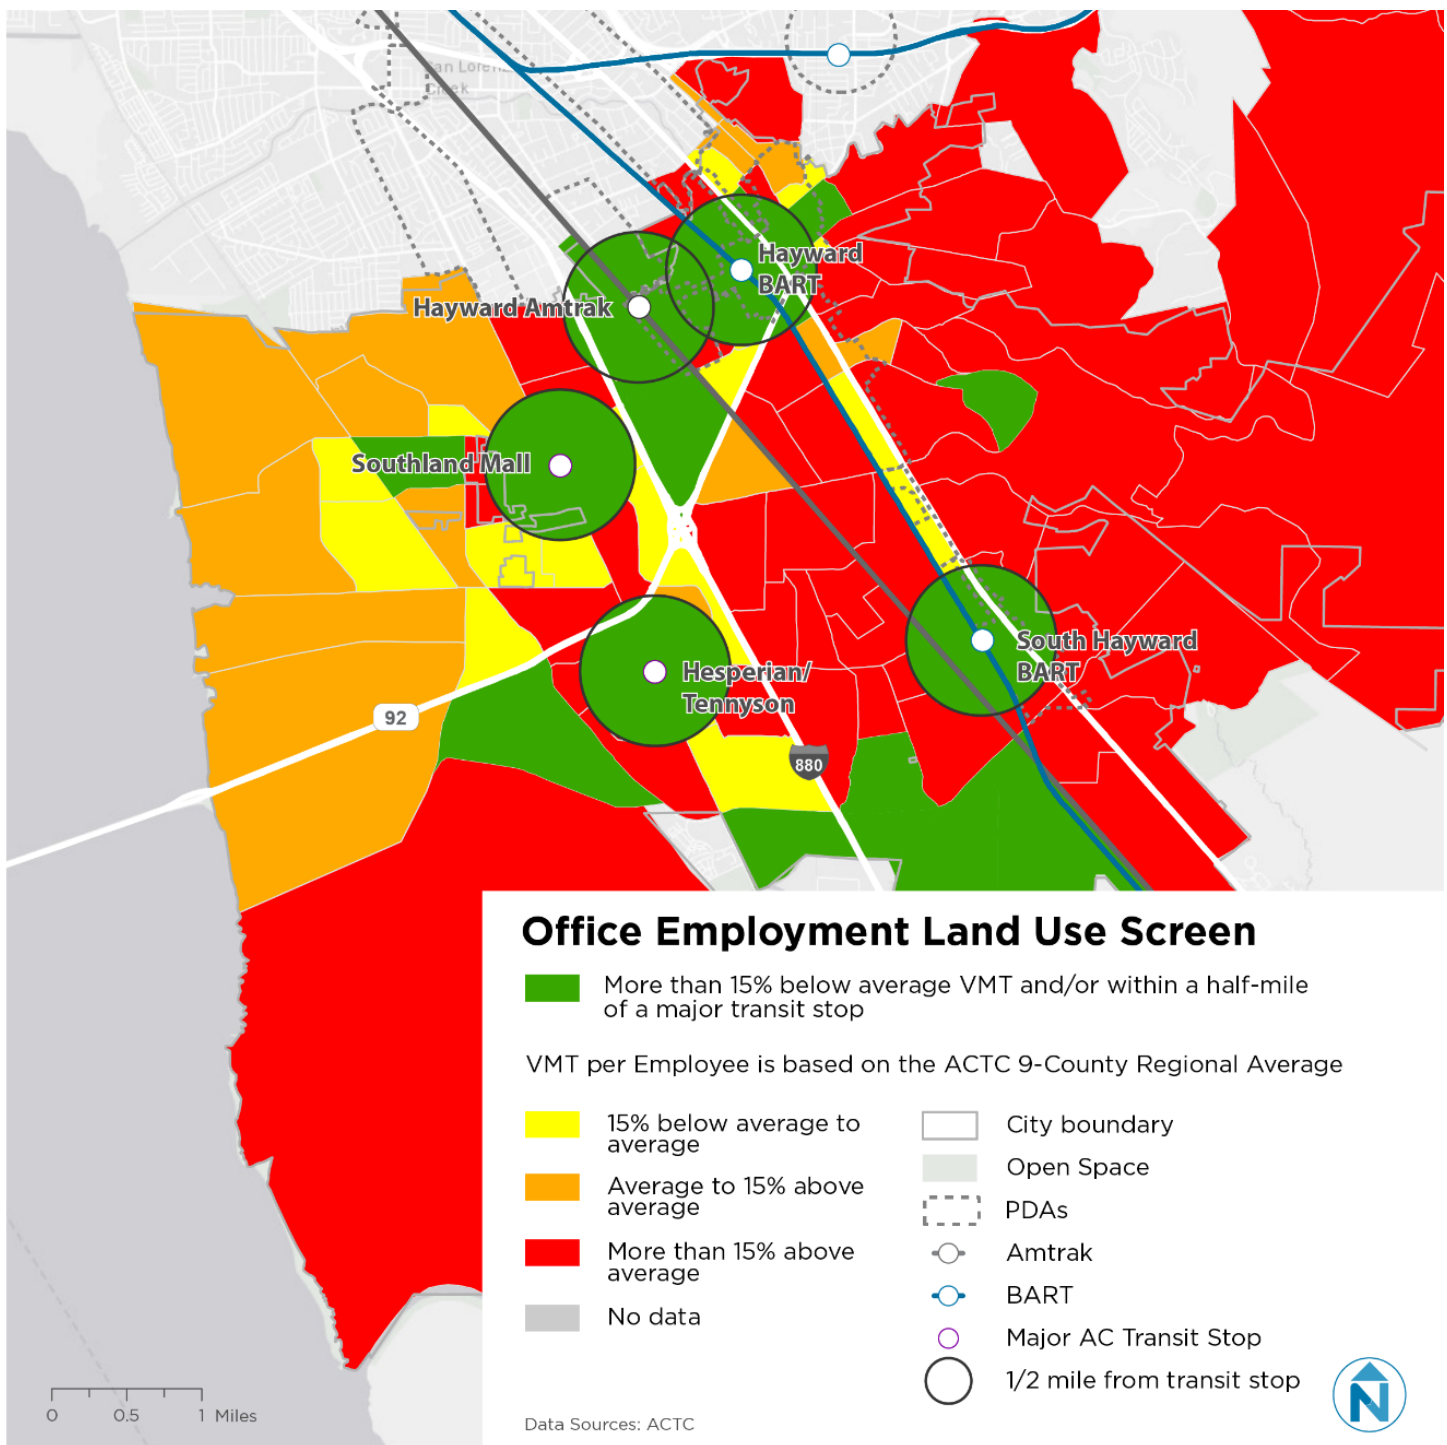 San Lorenzo
Creek
Hayward
BART
Hayward Amtrak
Southland Mall
South Hayward
BART
Hesperian/
Tennyson
92
880
Office Employment Land Use Screen
More than 15% below average VMT and/or within a half-mile
of a major transit stop
VMT per Employee is based on the ACTC 9-County Regional Average
15% below average to
average
Average to 15% above
average
More than 15% above
average
No data
City boundary
Open Space
PDAs
Amtrak
BART
Major AC Transit Stop
1/2 mile from transit stop
N
0 0.5 1 Miles
Data Sources: ACTC